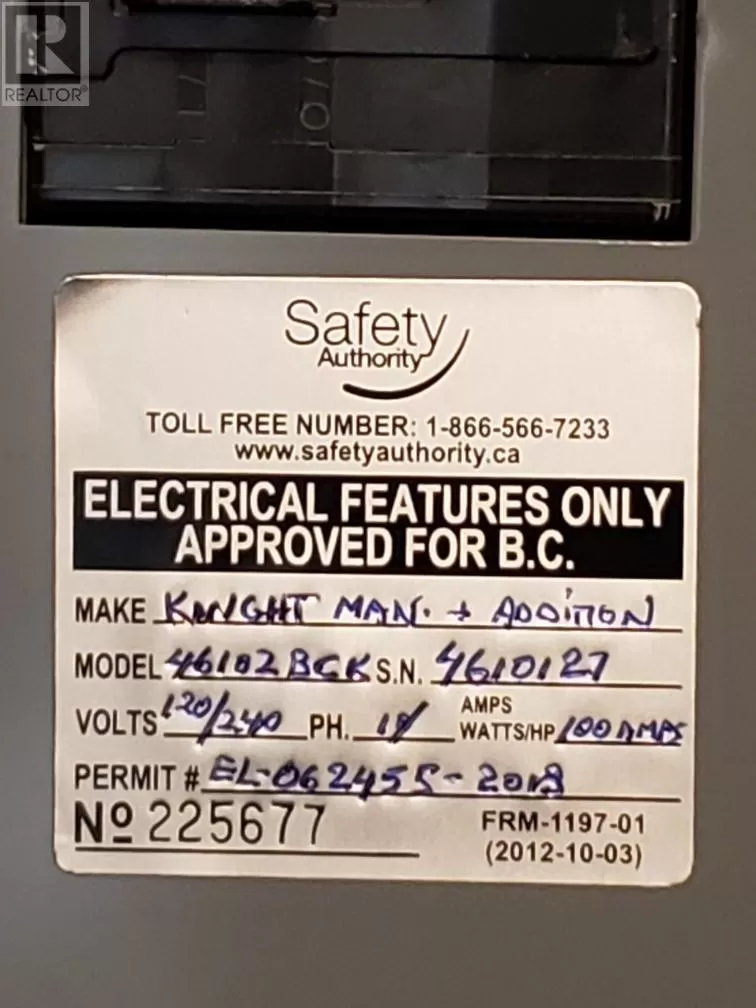 R
REALTOR®
Safety
Authority
TOLL FREE NUMBER: 1-866-566-7233
www.safetyauthority.ca
ELECTRICAL FEATURES ONLY
APPROVED FOR B.C.
MAKE KNIGHT MAN. + ADDITION
MODEL 46102BCK S.N. 4610127
VOLTS 120/240 PH. 1Ø AMPS WATTS/HP 100 AMPS
PERMIT # EL-062455-2018
Nº 225677
FRM-1197-01
(2012-10-03)